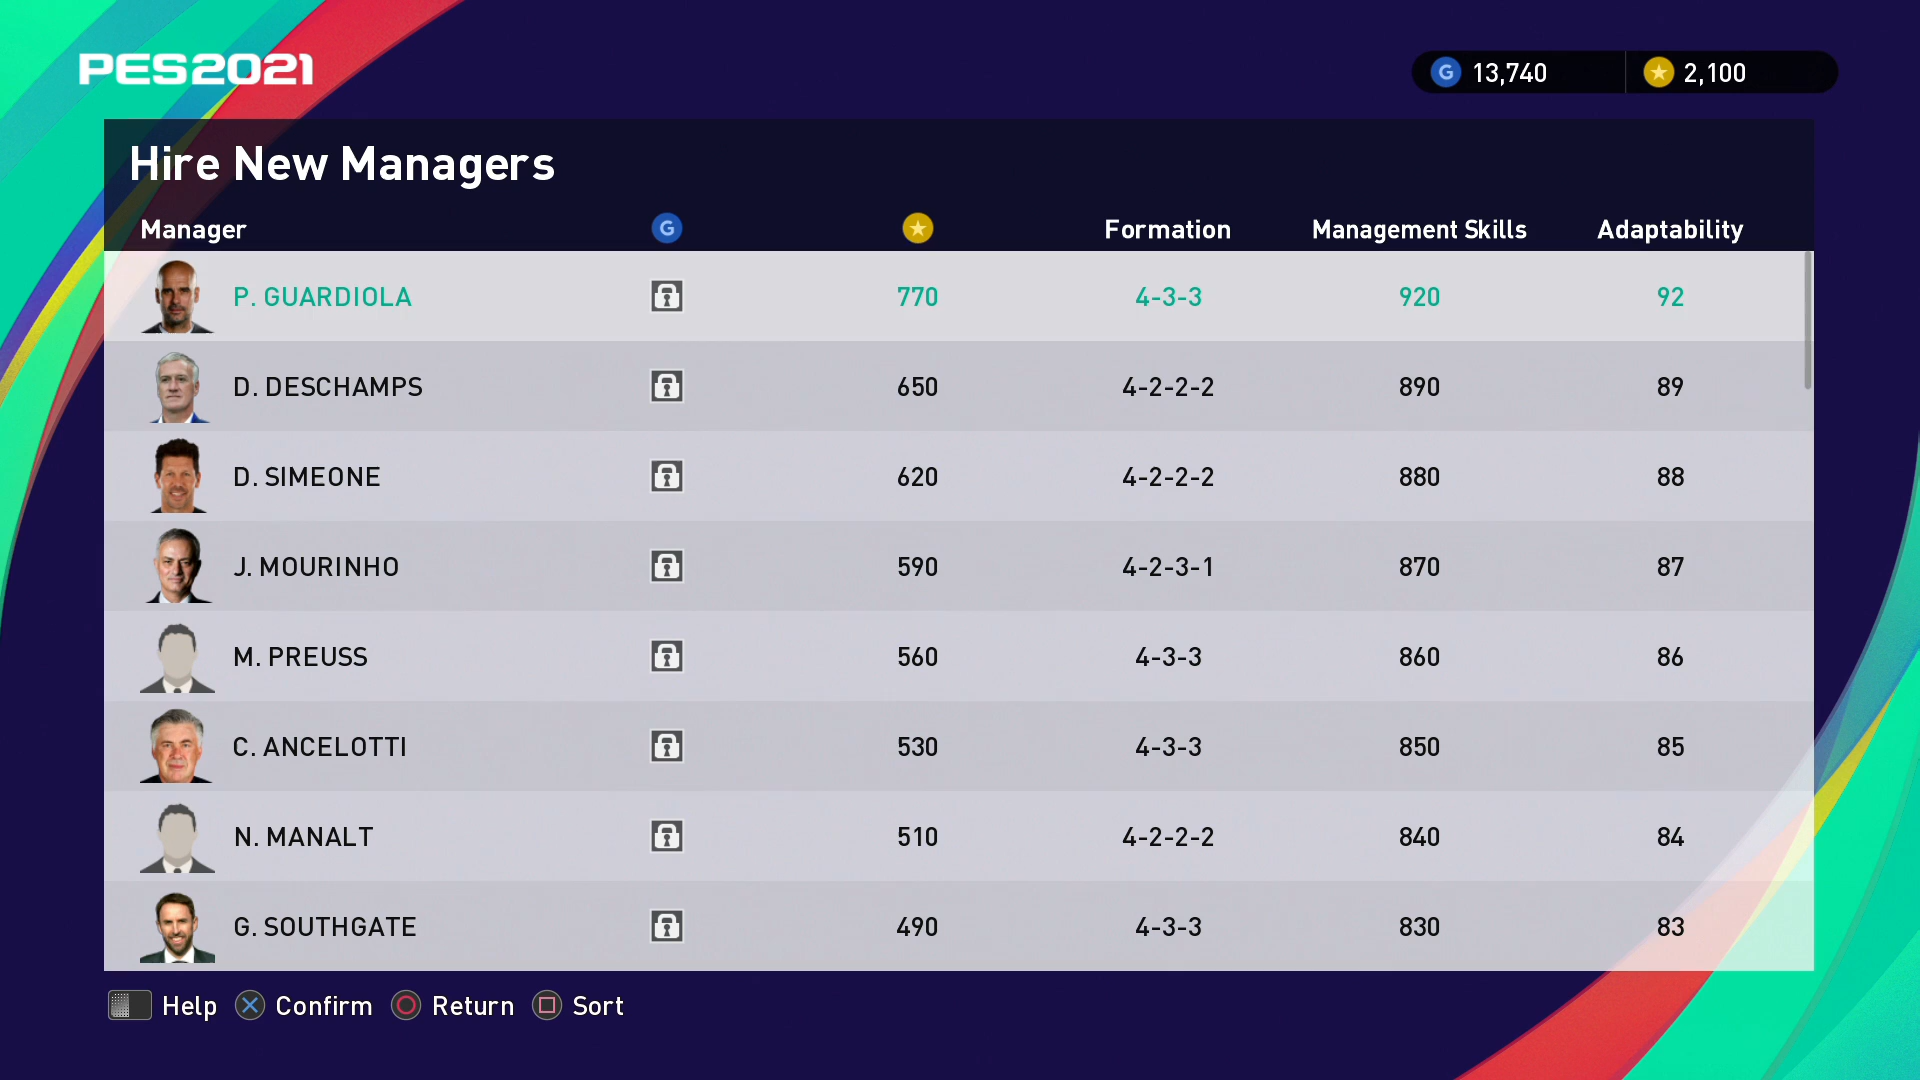 PES2021
G 13,740 2,100
Hire New Managers
Manager G Formation Management Skills Adaptability
P. GUARDIOLA 770 4-3-3 920 92
D. DESCHAMPS 650 4-2-2-2 890 89
D. SIMEONE 620 4-2-2-2 880 88
J. MOURINHO 590 4-2-3-1 870 87
M. PREUSS 560 4-3-3 860 86
C. ANCELOTTI 530 4-3-3 850 85
N. MANALT 510 4-2-2-2 840 84
G. SOUTHGATE 490 4-3-3 830 83
Help Confirm Return Sort